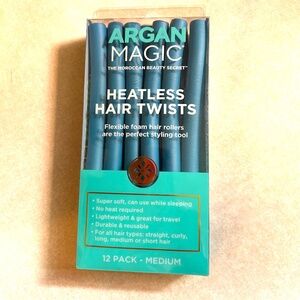 ARGAN
MAGIC
THE MOROCCAN BEAUTY SECRET™
HEATLESS
HAIR TWISTS
Flexible foam hair rollers
are the perfect styling tool
• Super soft, can use while sleeping
• No heat required
• Lightweight & great for travel
• Durable & reusable
• For all hair types: straight, curly,
long, medium or short hair
12 PACK - MEDIUM